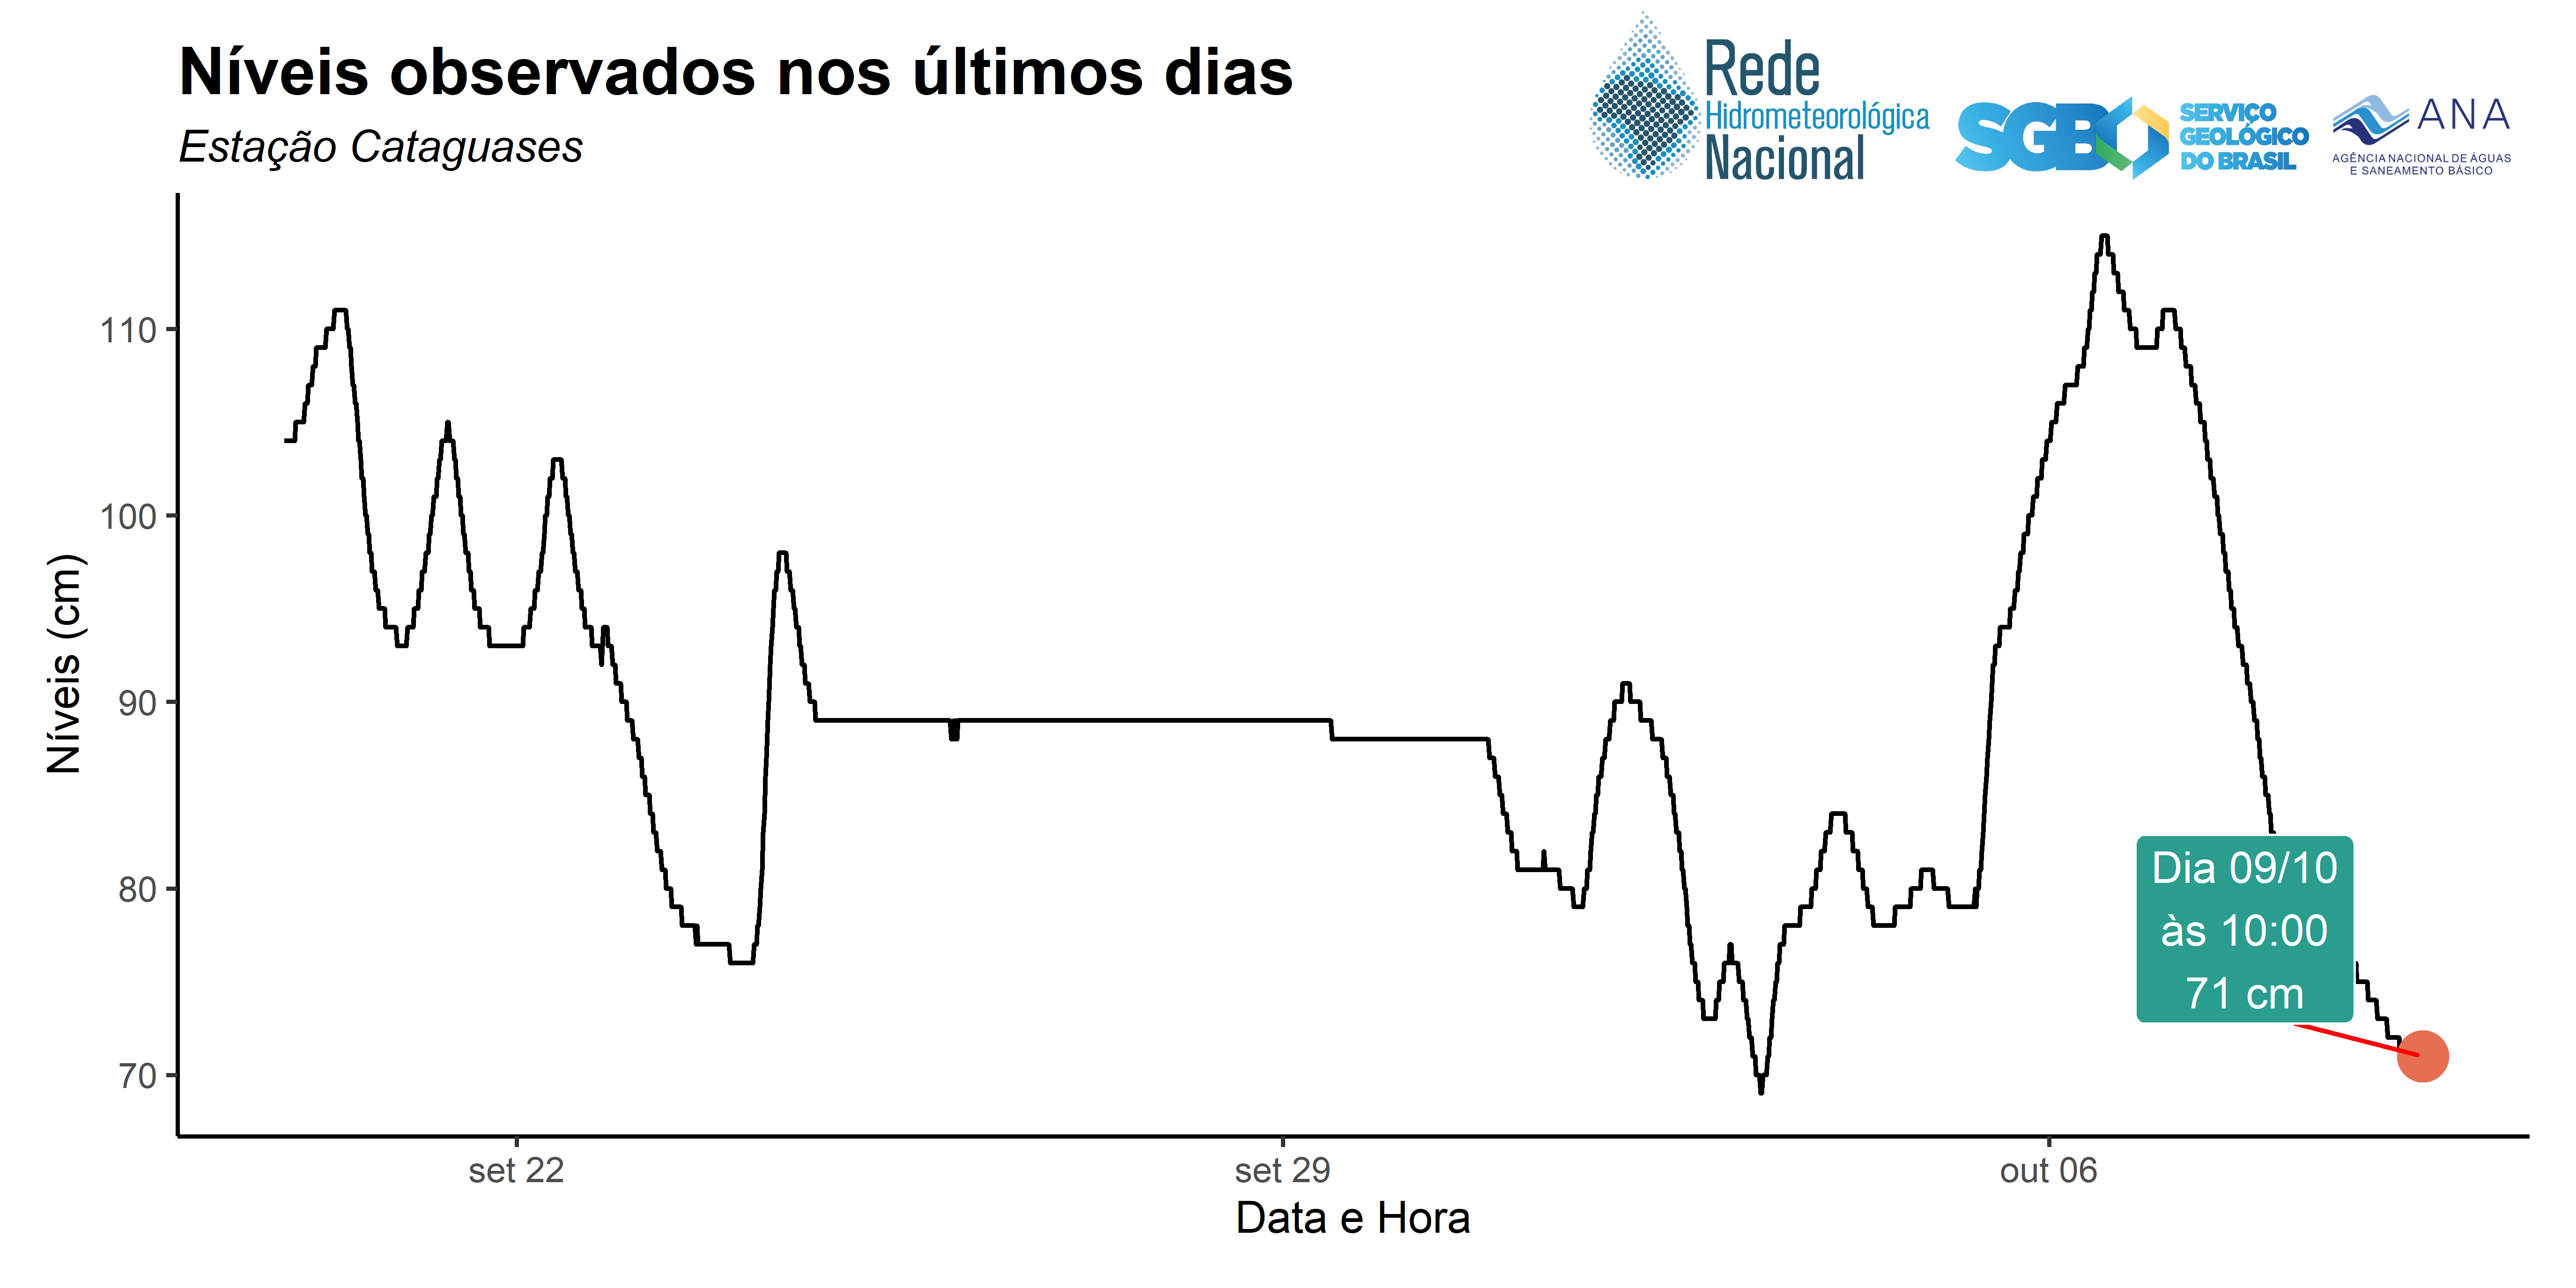 Níveis observados nos últimos dias
Estação Cataguases
Rede
Hidrometeorológica
Nacional
SGB
SERVIÇO
GEOLÓGICO
DO BRASIL
ANA
AGÊNCIA NACIONAL DE ÁGUAS
E SANEAMENTO BÁSICO
Níveis (cm)
110
100
90
80
70
Dia 09/10
às 10:00
71 cm
set 22
set 29
out 06
Data e Hora